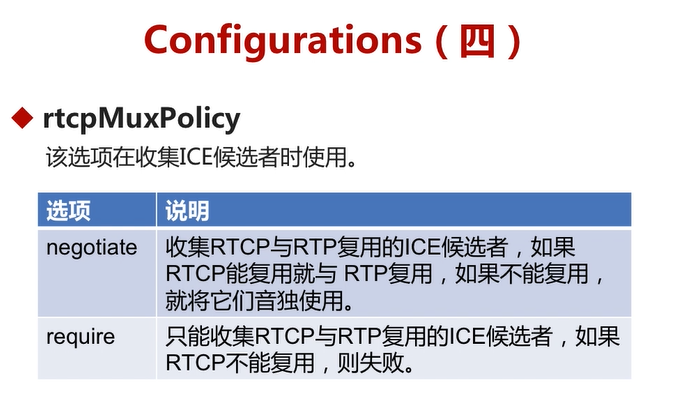 Configurations（四）
rtcpMuxPolicy
该选项在收集ICE候选者时使用。
选项 说明
negotiate 收集RTCP与RTP复用的ICE候选者，如果
RTCP能复用就与 RTP复用，如果不能复用，
就将它们音独使用。
require 只能收集RTCP与RTP复用的ICE候选者，如果
RTCP不能复用，则失败。